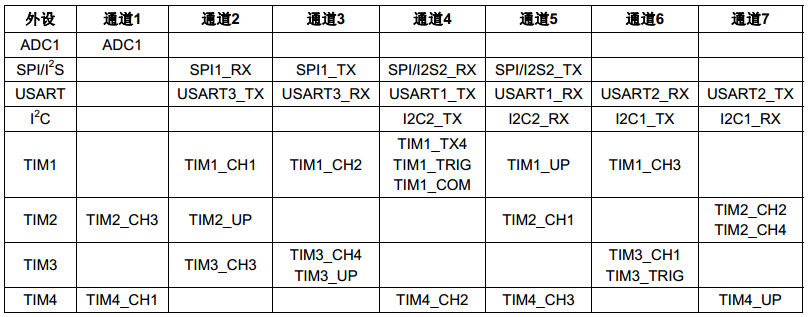 外设 通道1 通道2 通道3 通道4 通道5 通道6 通道7
ADC1 ADC1
SPI/I²S SPI1_RX SPI1_TX SPI/I2S2_RX SPI/I2S2_TX
USART USART3_TX USART3_RX USART1_TX USART1_RX USART2_RX USART2_TX
I²C I2C2_TX I2C2_RX I2C1_TX I2C1_RX
TIM1_TX4
TIM1 TIM1_CH1 TIM1_CH2 TIM1_TRIG TIM1_UP TIM1_CH3
TIM1_COM
TIM2 TIM2_CH3 TIM2_UP TIM2_CH1 TIM2_CH2
TIM2_CH4
TIM3 TIM3_CH3 TIM3_CH4 TIM3_CH1
TIM3_UP TIM3_TRIG
TIM4 TIM4_CH1 TIM4_CH2 TIM4_CH3 TIM4_UP